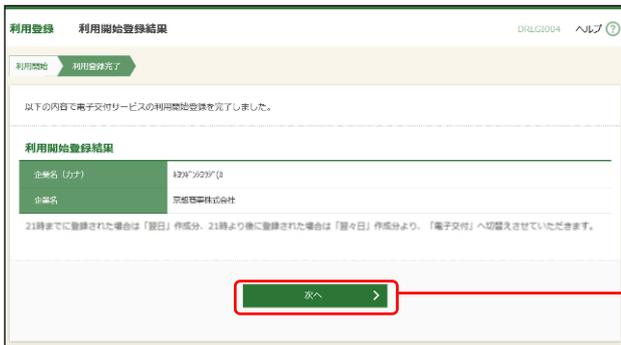 利用登録 利用開始登録結果 DRLGI004 ヘルプ ?
利用開始 利用登録完了
以下の内容で電子交付サービスの利用開始登録を完了しました。
利用開始登録結果
企業名（カナ）
企業名 京都商事株式会社
21時までに登録された場合は「翌日」作成分、21時より後に登録された場合は「翌々日」作成分より、「電子交付」へ切替えさせていただきます。
次へ